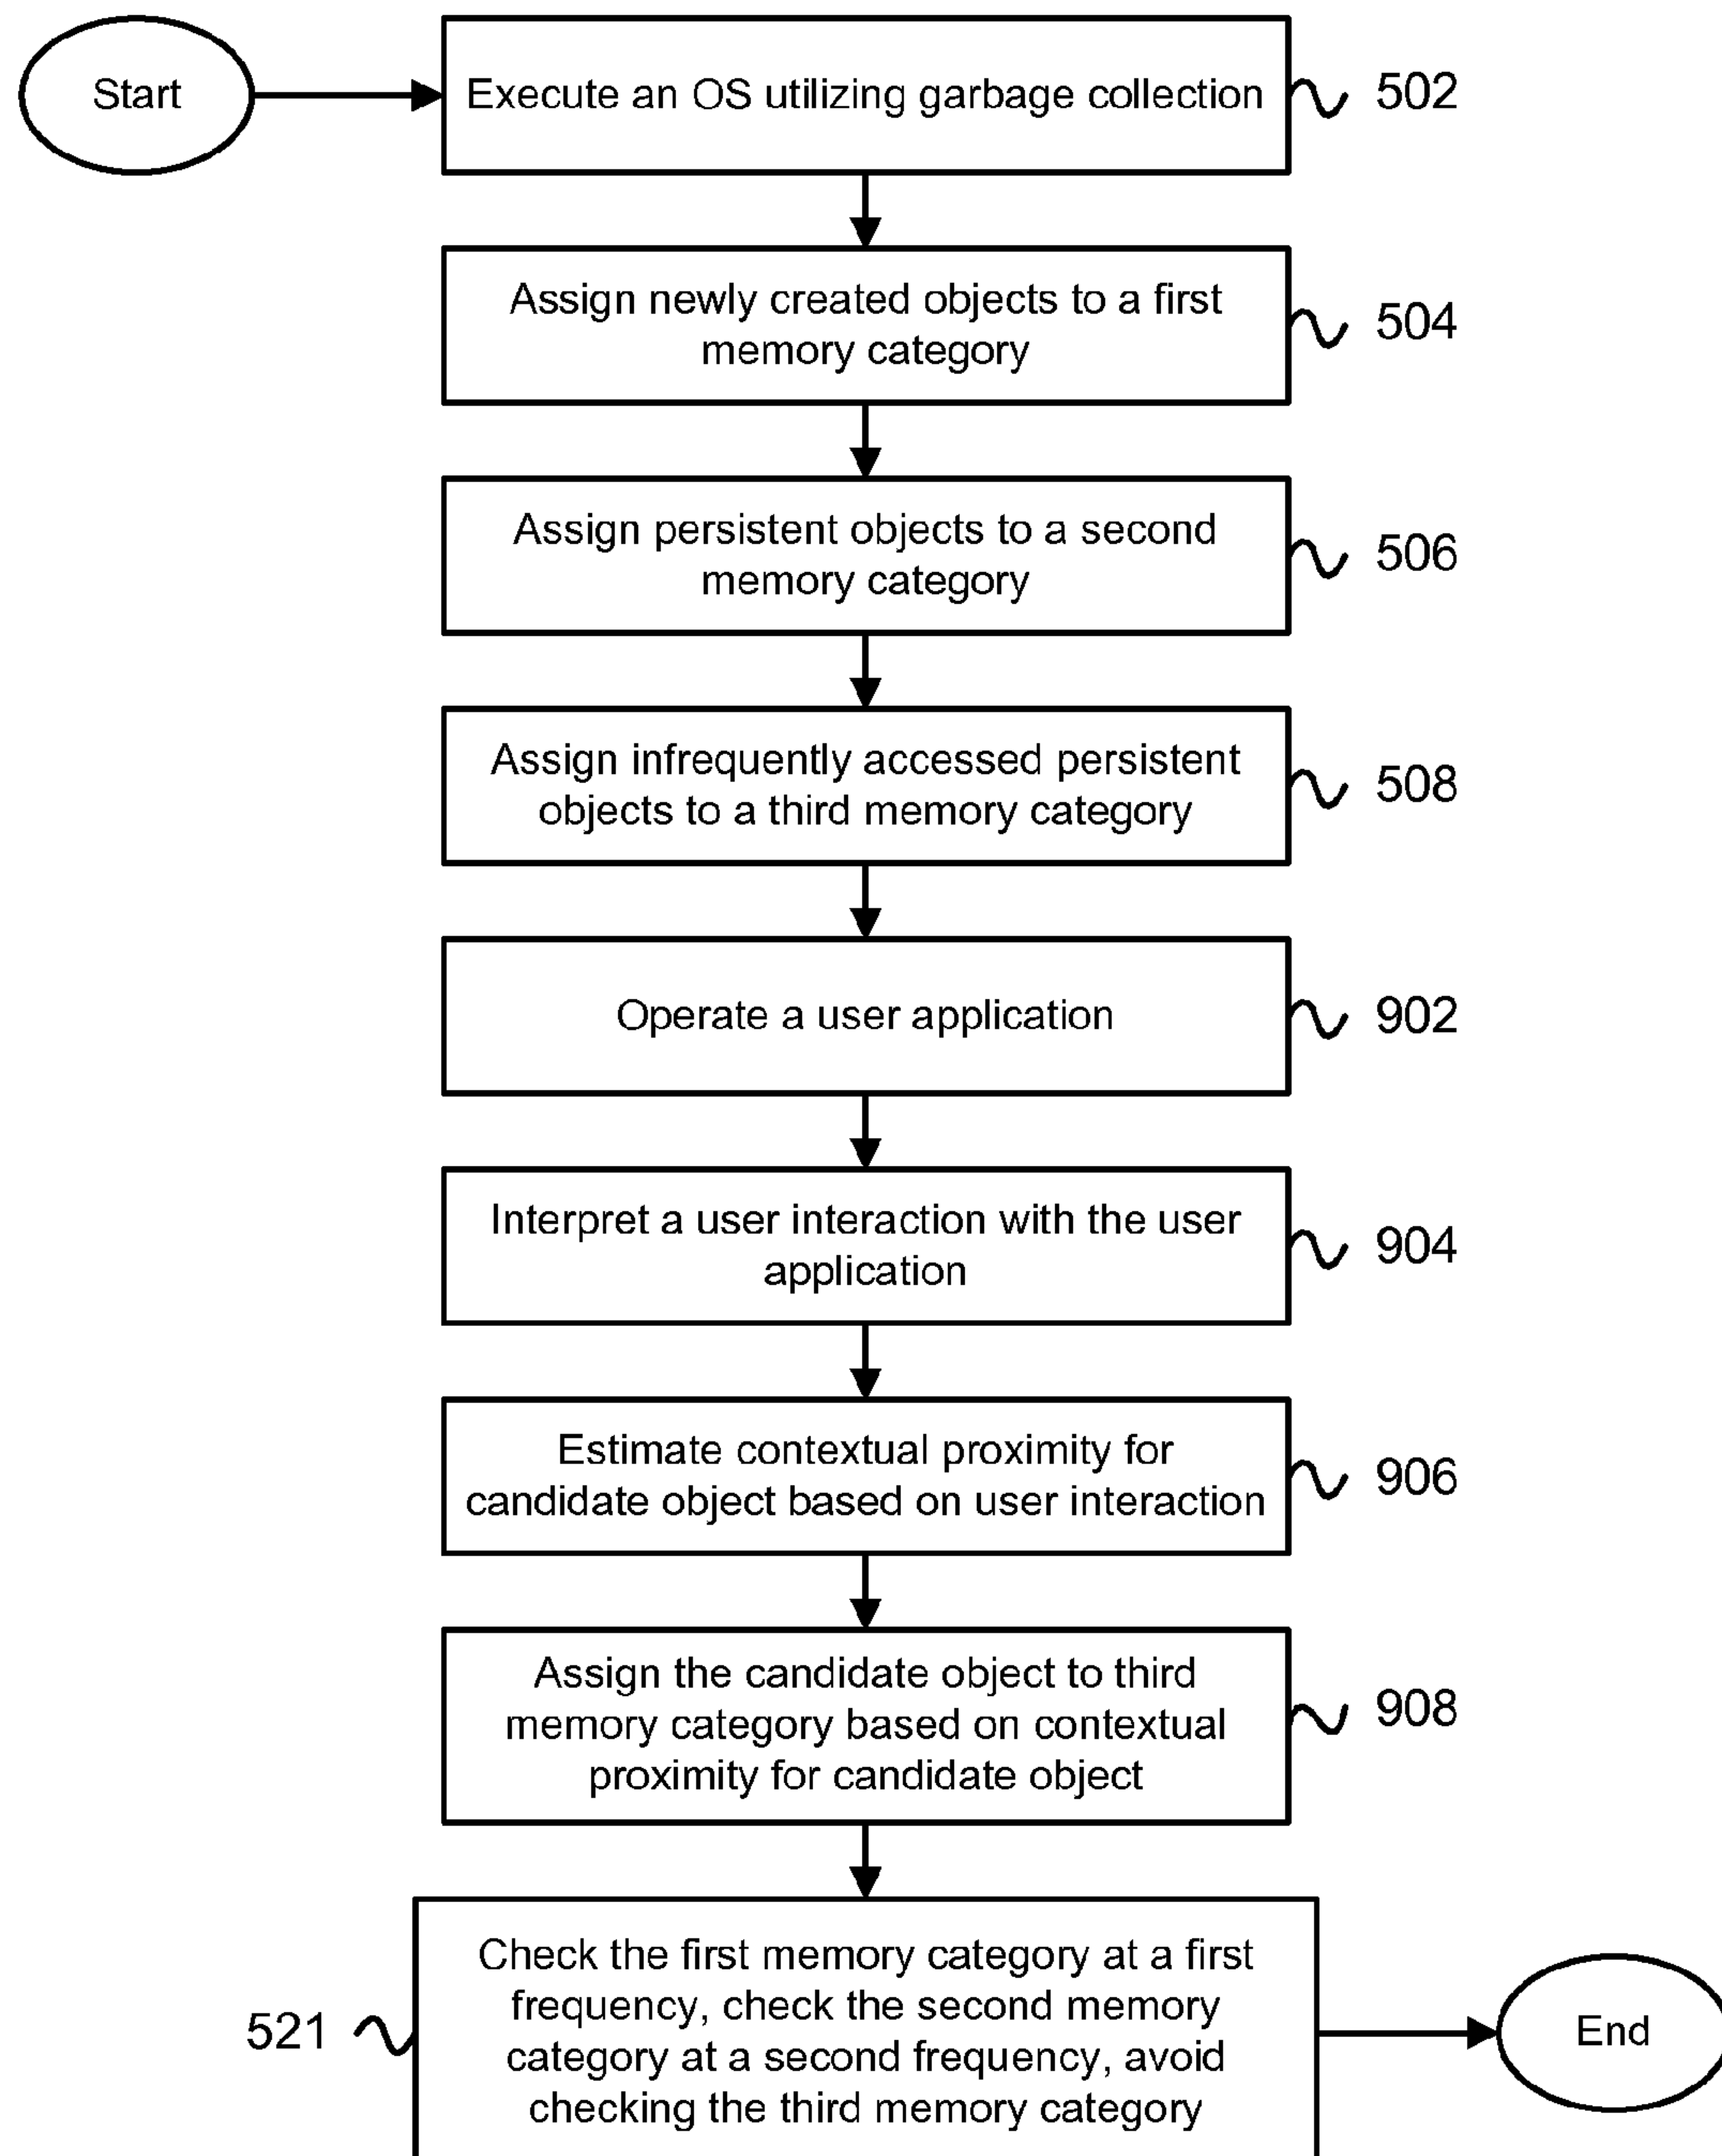 Start
Execute an OS utilizing garbage collection
502
Assign newly created objects to a first
memory category
504
Assign persistent objects to a second
memory category
506
Assign infrequently accessed persistent
objects to a third memory category
508
Operate a user application
902
Interpret a user interaction with the user
application
904
Estimate contextual proximity for
candidate object based on user interaction
906
Assign the candidate object to third
memory category based on contextual
proximity for candidate object
908
521
Check the first memory category at a first
frequency, check the second memory
category at a second frequency, avoid
checking the third memory category
End